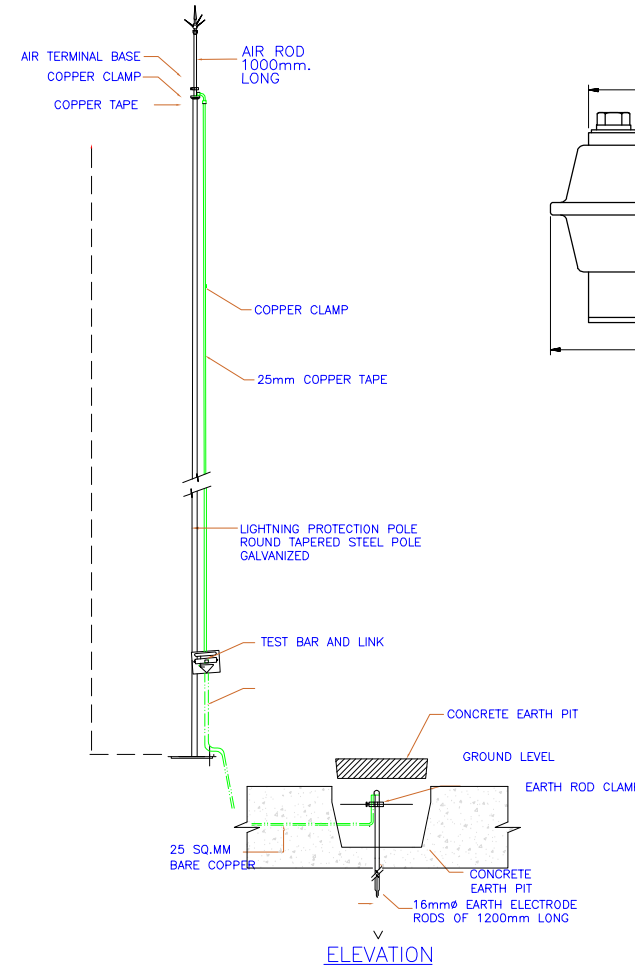 AIR TERMINAL BASE
COPPER CLAMP
COPPER TAPE
AIR ROD
1000mm.
LONG
COPPER CLAMP
25mm COPPER TAPE
LIGHTNING PROTECTION POLE
ROUND TAPERED STEEL POLE
GALVANIZED
TEST BAR AND LINK
CONCRETE EARTH PIT
GROUND LEVEL
EARTH ROD CLAMP
25 SQ.MM
BARE COPPER
CONCRETE
EARTH PIT
16mmø EARTH ELECTRODE
RODS OF 1200mm LONG
ELEVATION